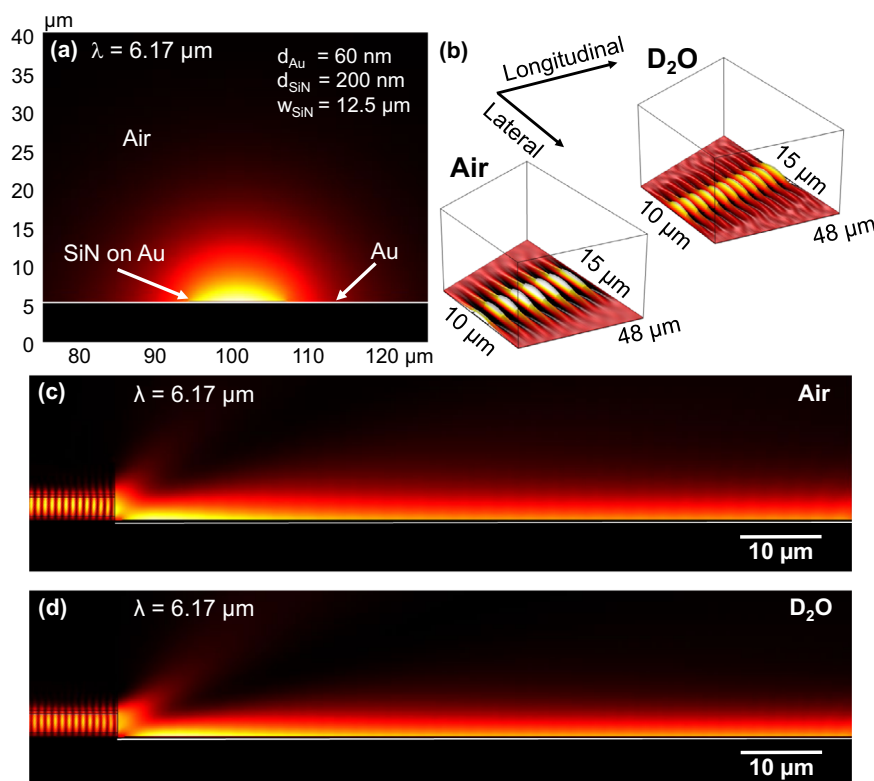 µm
40
35
30
25
20
15
10
5
0
(a) λ = 6.17 µm
d_Au = 60 nm
d_SiN = 200 nm
w_SiN = 12.5 µm
Air
SiN on Au
Au
80 90 100 110 120 µm
(b)
Longitudinal
Lateral
D₂O
15 µm
10 µm
48 µm
Air
15 µm
10 µm
48 µm
(c) λ = 6.17 µm Air
10 µm
(d) λ = 6.17 µm D₂O
10 µm